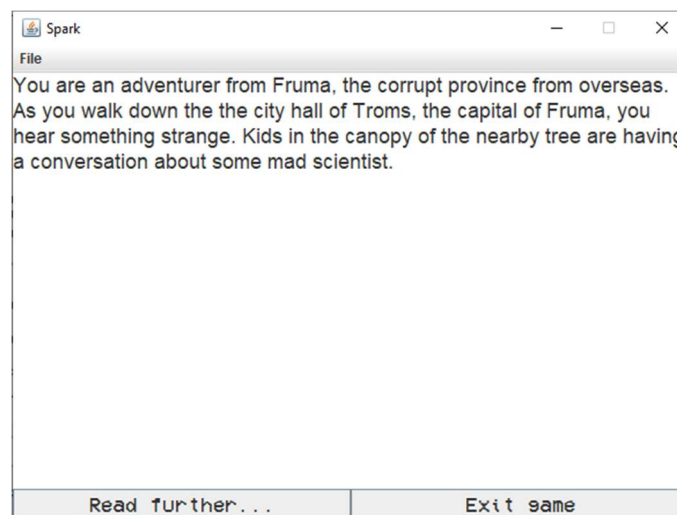 Spark
File
You are an adventurer from Fruma, the corrupt province from overseas.
As you walk down the the city hall of Troms, the capital of Fruma, you
hear something strange. Kids in the canopy of the nearby tree are having
a conversation about some mad scientist.
Read further... Exit game